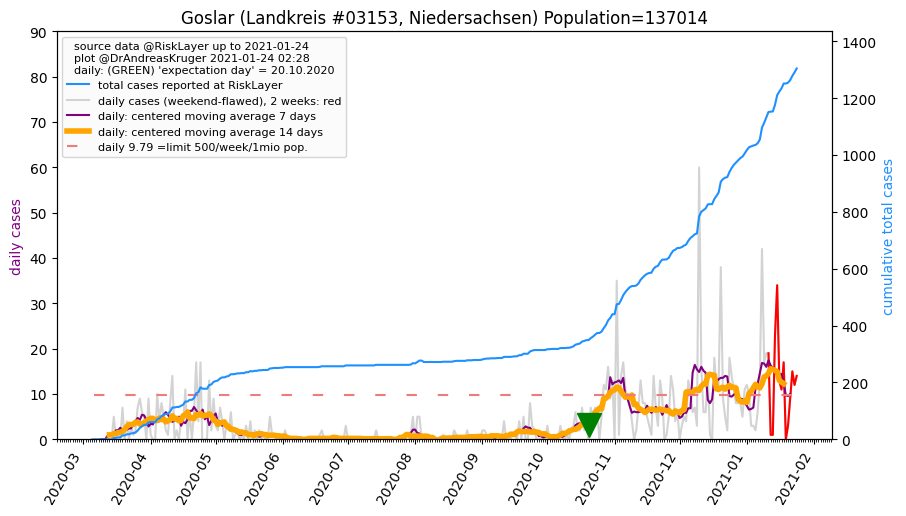 Goslar (Landkreis #03153, Niedersachsen) Population=137014
source data @RiskLayer up to 2021-01-24
plot @DrAndreasKruger 2021-01-24 02:28
daily: (GREEN) 'expectation day' = 20.10.2020
total cases reported at RiskLayer
daily cases (weekend-flawed), 2 weeks: red
daily: centered moving average 7 days
daily: centered moving average 14 days
daily 9.79 =limit 500/week/1mio pop.
daily cases
90
80
70
60
50
40
30
20
10
0
1400
1200
1000
800
600
400
200
0
cumulative total cases
2020-03
2020-04
2020-05
2020-06
2020-07
2020-08
2020-09
2020-10
2020-11
2020-12
2021-01
2021-02